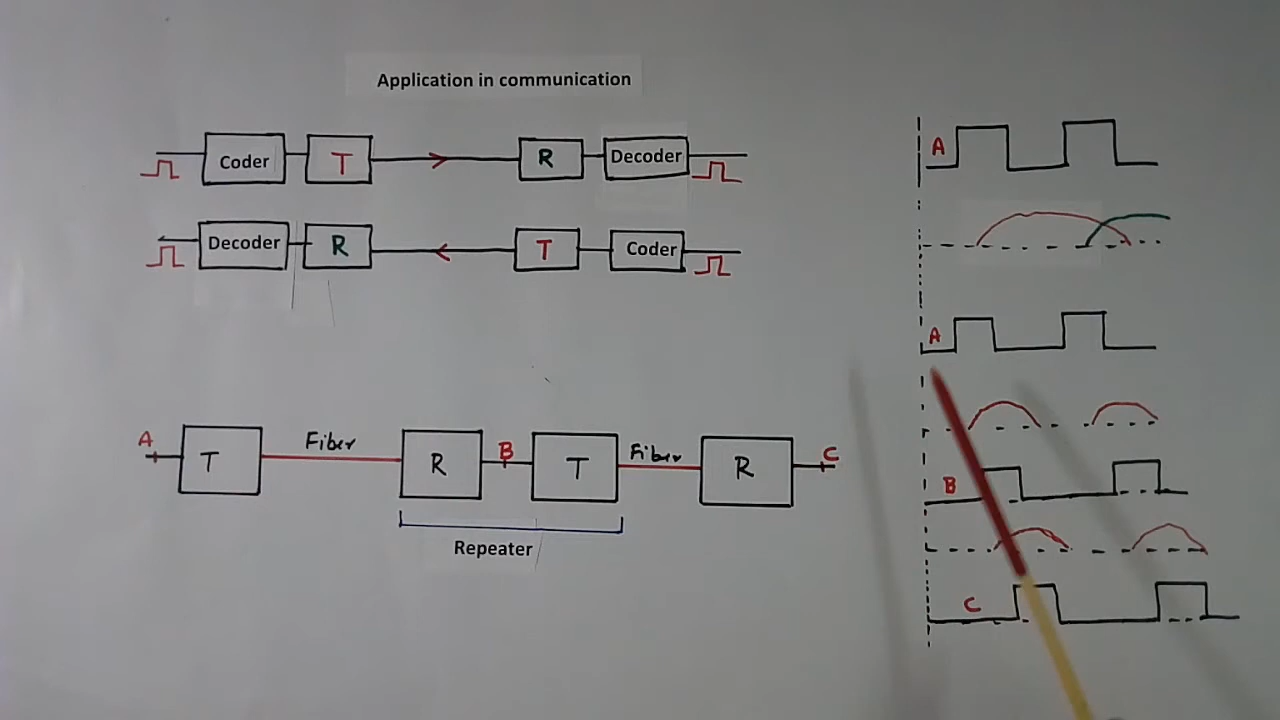 Application in communication
Coder T R Decoder
Decoder R T Coder
A T Fiber R B T Fiber R C
Repeater
A
A
B
C